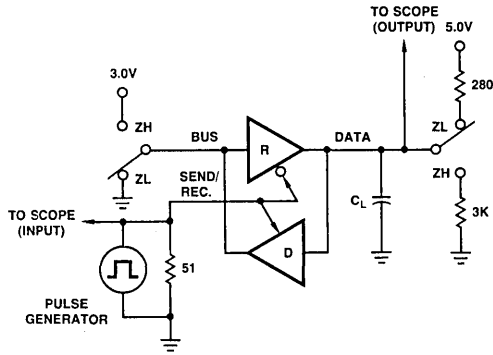 TO SCOPE
(OUTPUT)
5.0V
3.0V
280
ZH
BUS
R
DATA
ZL
ZL
SEND/
REC.
ZH
TO SCOPE
(INPUT)
CL
3K
51
D
PULSE
GENERATOR